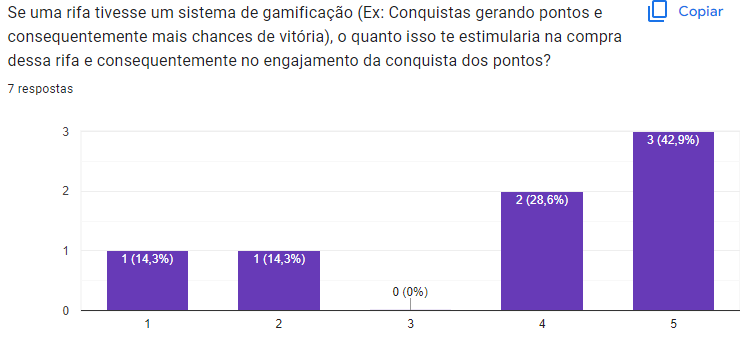 Se uma rifa tivesse um sistema de gamificação (Ex: Conquistas gerando pontos e
consequentemente mais chances de vitória), o quanto isso te estimularia na compra
dessa rifa e consequentemente no engajamento da conquista dos pontos?
Copiar
7 respostas
3
2
1
0
1 (14,3%)
1 (14,3%)
0 (0%)
2 (28,6%)
3 (42,9%)
1 2 3 4 5